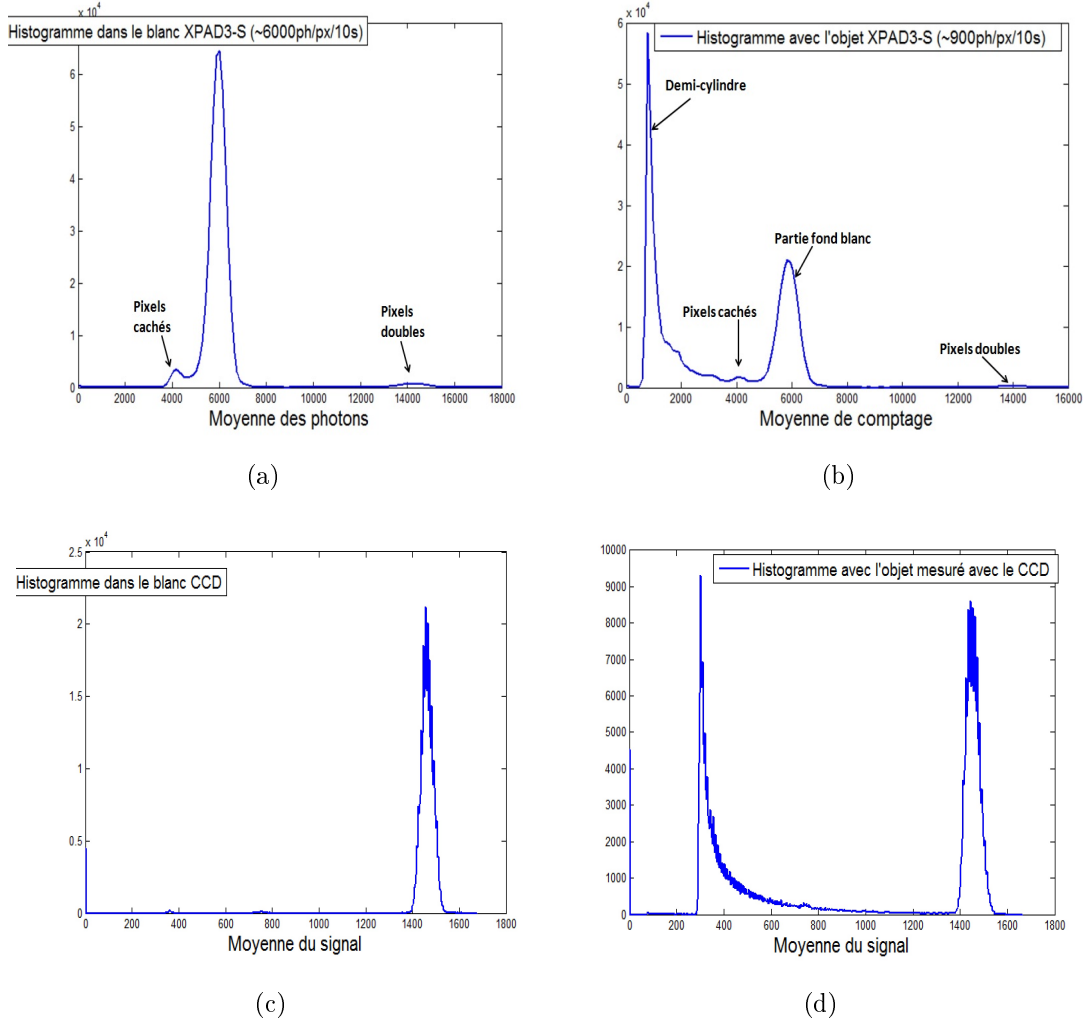 x 10⁴
Histogramme dans le blanc XPAD3-S (~6000ph/px/10s)
6
5
4
3
2
1
0
Pixels
cachés
Pixels
doubles
0 2000 4000 6000 8000 10000 12000 14000 16000 18000
Moyenne des photons
(a)
x 10⁴
6
5
4
3
2
1
0
Histogramme avec l'objet XPAD3-S (~900ph/px/10s)
Demi-cylindre
Partie fond blanc
Pixels cachés
Pixels doubles
0 2000 4000 6000 8000 10000 12000 14000 16000
Moyenne de comptage
(b)
x 10⁴
2.5
Histogramme dans le blanc CCD
2
1.5
1
0.5
0
0 200 400 600 800 1000 1200 1400 1600 1800
Moyenne du signal
(c)
10000
9000
8000
7000
6000
5000
4000
3000
2000
1000
0
Histogramme avec l'objet mesuré avec le CCD
0 200 400 600 800 1000 1200 1400 1600 1800
Moyenne du signal
(d)